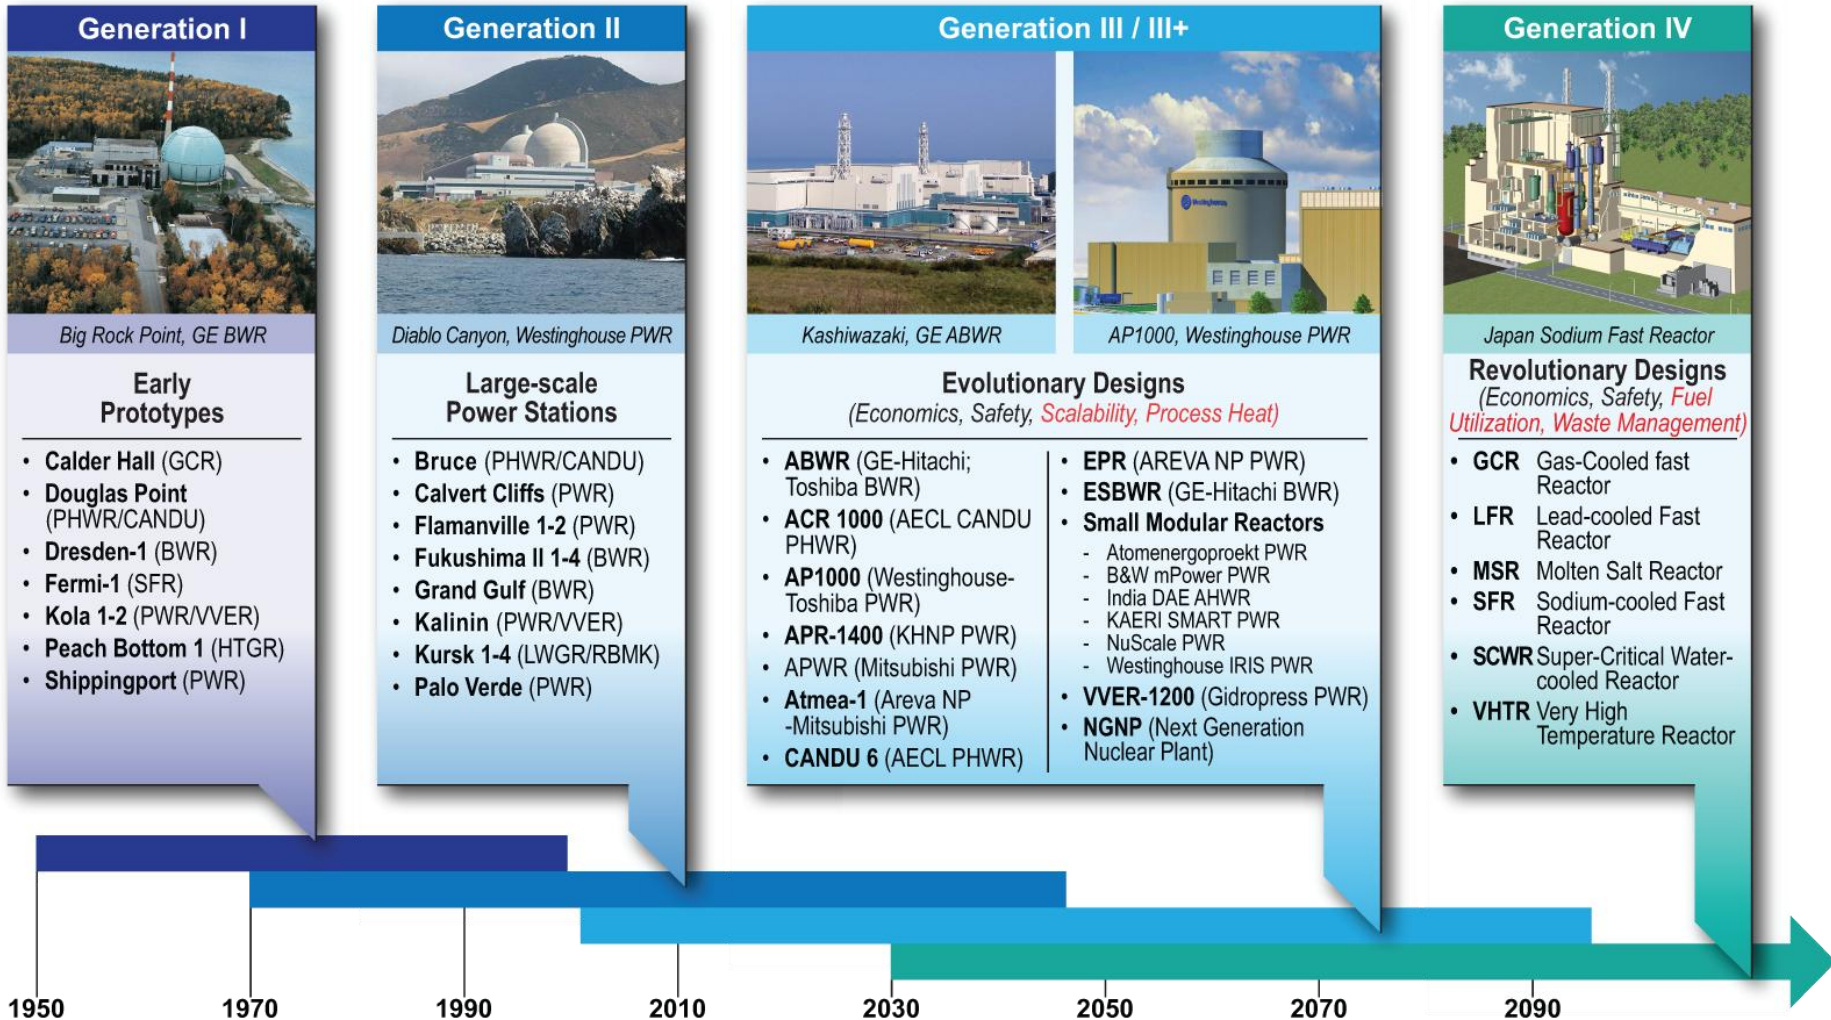 Generation I
Big Rock Point, GE BWR
Early
Prototypes
• Calder Hall (GCR)
• Douglas Point
(PHWR/CANDU)
• Dresden-1 (BWR)
• Fermi-1 (SFR)
• Kola 1-2 (PWR/VVER)
• Peach Bottom 1 (HTGR)
• Shippingport (PWR)
Generation II
Diablo Canyon, Westinghouse PWR
Large-scale
Power Stations
• Bruce (PHWR/CANDU)
• Calvert Cliffs (PWR)
• Flamanville 1-2 (PWR)
• Fukushima II 1-4 (BWR)
• Grand Gulf (BWR)
• Kalinin (PWR/VVER)
• Kursk 1-4 (LWGR/RBMK)
• Palo Verde (PWR)
Generation III / III+
Westinghouse
Kashiwazaki, GE ABWR
AP1000, Westinghouse PWR
Evolutionary Designs
(Economics, Safety, Scalability, Process Heat)
• ABWR (GE-Hitachi;
Toshiba BWR)
• ACR 1000 (AECL CANDU
PHWR)
• AP1000 (Westinghouse-
Toshiba PWR)
• APR-1400 (KHNP PWR)
• APWR (Mitsubishi PWR)
• Atmea-1 (Areva NP
-Mitsubishi PWR)
• CANDU 6 (AECL PHWR)
• EPR (AREVA NP PWR)
• ESBWR (GE-Hitachi BWR)
• Small Modular Reactors
- Atomenergoproekt PWR
- B&W mPower PWR
- India DAE AHWR
- KAERI SMART PWR
- NuScale PWR
- Westinghouse IRIS PWR
• VVER-1200 (Gidropress PWR)
• NGNP (Next Generation
Nuclear Plant)
Generation IV
Japan Sodium Fast Reactor
Revolutionary Designs
(Economics, Safety, Fuel
Utilization, Waste Management)
• GCR Gas-Cooled fast
Reactor
• LFR Lead-cooled Fast
Reactor
• MSR Molten Salt Reactor
• SFR Sodium-cooled Fast
Reactor
• SCWR Super-Critical Water-
cooled Reactor
• VHTR Very High
Temperature Reactor
1950 1970 1990 2010 2030 2050 2070 2090